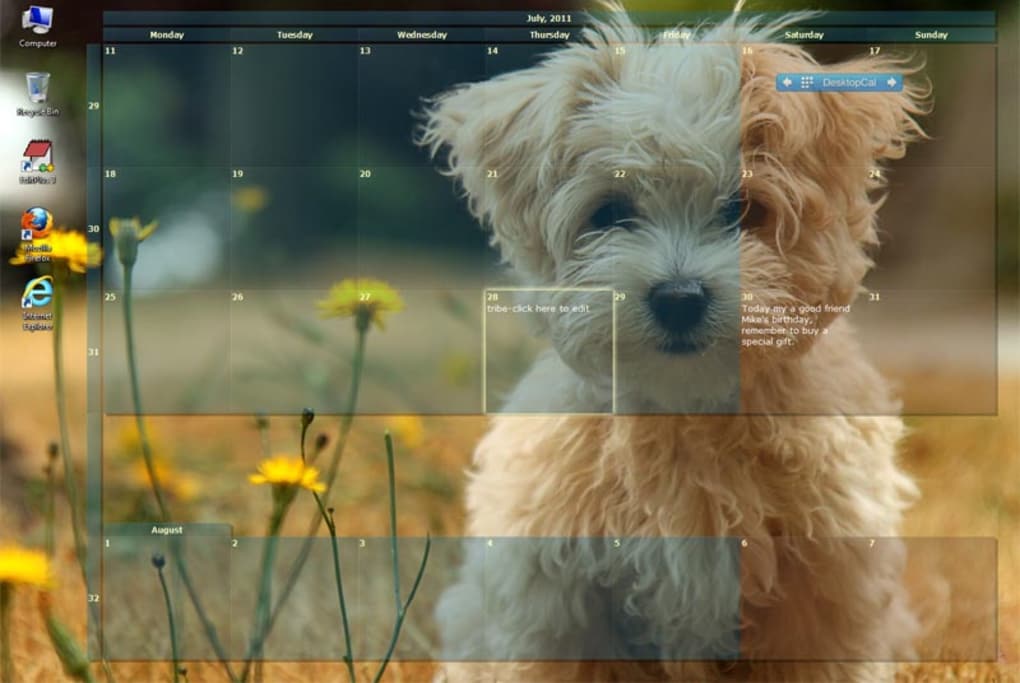 Computer
Recycle Bin
EditPlus 3
Mozilla
Firefox
Internet
Explorer
July, 2011
Monday Tuesday Wednesday Thursday Friday Saturday Sunday
11 12 13 14 15 16 17
DesktopCal
29
18 19 20 21 22 23 24
30
25 26 27 28 29 30 31
tribe-click here to edit
Today my a good friend
Mike's birthday,
remember to buy a
special gift.
31
August
1 2 3 4 5 6 7
32